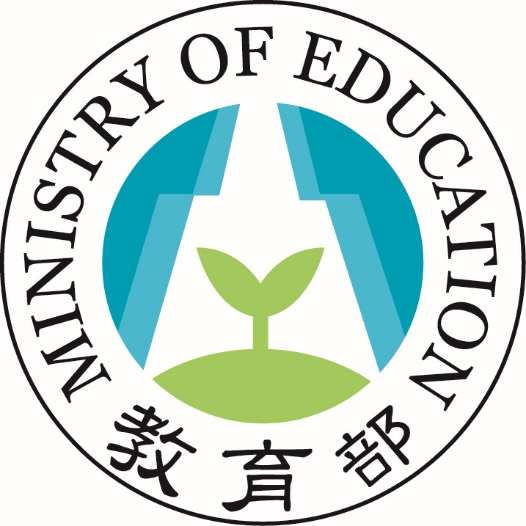 MINISTRY OF EDUCATION
教育部